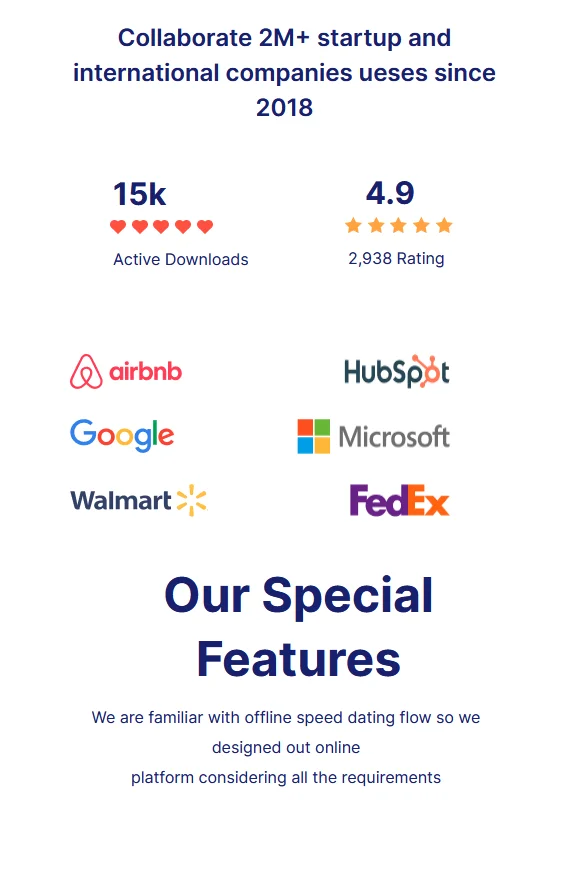 Collaborate 2M+ startup and
international companies ueses since
2018
15k
4.9
Active Downloads
2,938 Rating
airbnb
HubSpot
Google
Microsoft
Walmart
FedEx
Our Special
Features
We are familiar with offline speed dating flow so we
designed out online
platform considering all the requirements